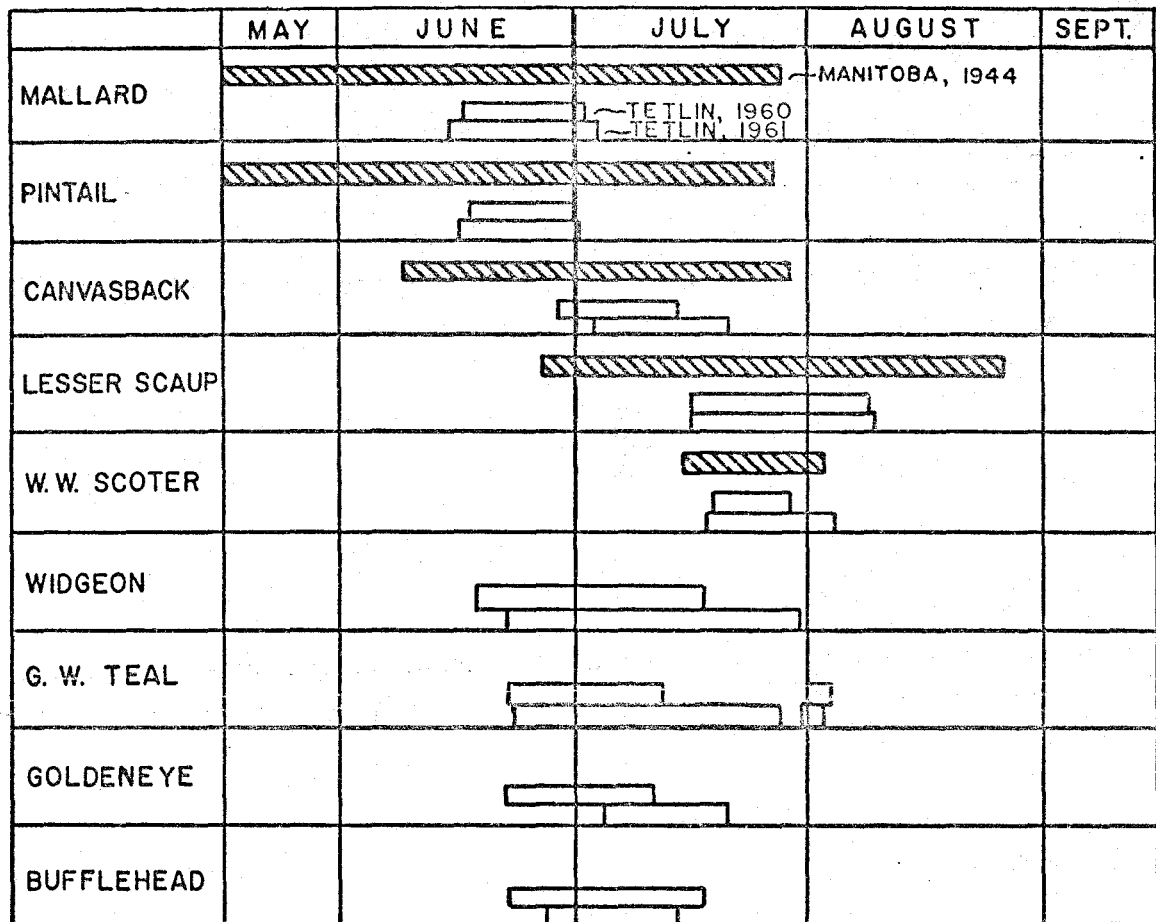 MAY JUNE JULY AUGUST SEPT.
MALLARD
MANITOBA, 1944
TETLIN, 1960
TETLIN, 1961
PINTAIL
CANVASBACK
LESSER SCAUP
W. W. SCOTER
WIDGEON
G. W. TEAL
GOLDENEYE
BUFFLEHEAD